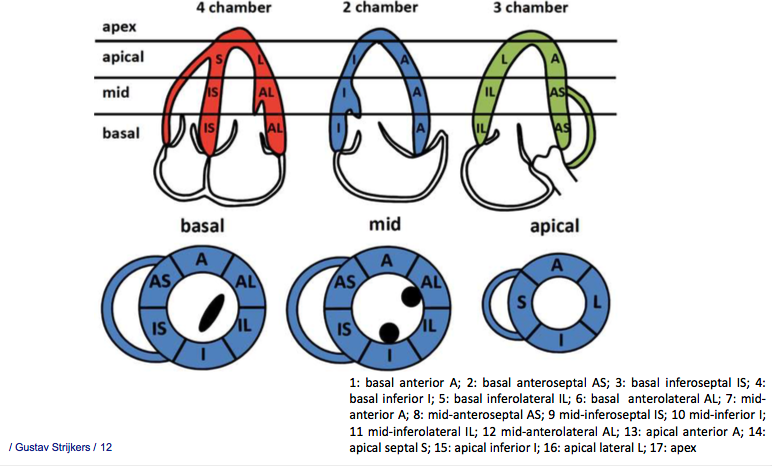 4 chamber 2 chamber 3 chamber
apex
apical S L I A L A
mid IS AL I A IL AS
basal IS AL I A IL AS
basal mid apical
A A A
AS AL AS AL S L
IS IL IS IL
I I I
1: basal anterior A; 2: basal anteroseptal AS; 3: basal inferoseptal IS; 4:
basal inferior I; 5: basal inferolateral IL; 6: basal anterolateral AL; 7: mid-
anterior A; 8: mid-anteroseptal AS; 9 mid-inferoseptal IS; 10 mid-inferior I;
11 mid-inferolateral IL; 12 mid-anterolateral AL; 13: apical anterior A; 14:
apical septal S; 15: apical inferior I; 16: apical lateral L; 17: apex
/ Gustav Strijkers / 12